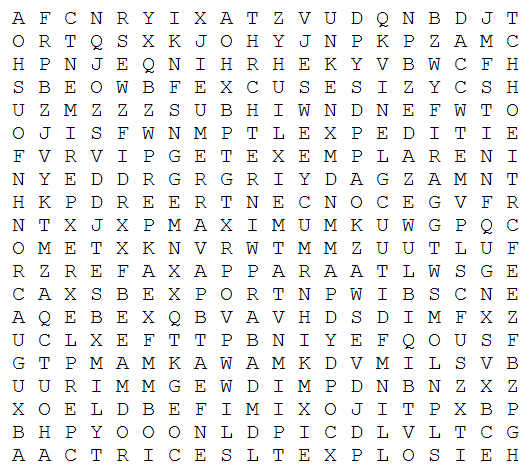 A F C N R Y I X A T Z V U D Q N B D J T
O R T Q S X K J O H Y J N P K P Z A M C
H P N J E Q N I H R H E K Y V B W C F H
S B E O W B F E X C U S E S I Z Y C S H
U Z M Z Z Z S U B H I W N D N E F W T O
O J I S F W N M P T L E X P E D I T I E
F V R V I P G E T E X E M P L A R E N I
N Y E D D R G R G R I Y D A G Z A M N T
H K P D R E E R T N E C N O C E G V F R
N T X J X P M A X I M U M K U W G P Q C
O M E T X K N V R W T M M Z U U T L U F
R Z R E F A X A P P A R A A T L W S G E
C A X S B E X P O R T N P W I B S C N E
A Q E B E X Q B V A V H D S D I M F X Z
U C L X E F T T P B N I Y E F Q O U S F
G T P M A M K A W A M K D V M I L S V B
U U R I M M G E W D I M P D N B N Z X Z
X O E L D B E F I M I X O J I T P X B P
B H P Y O O O N L D P I C D L V L T C G
A A C T R I C E S L T E X P L O S I E H